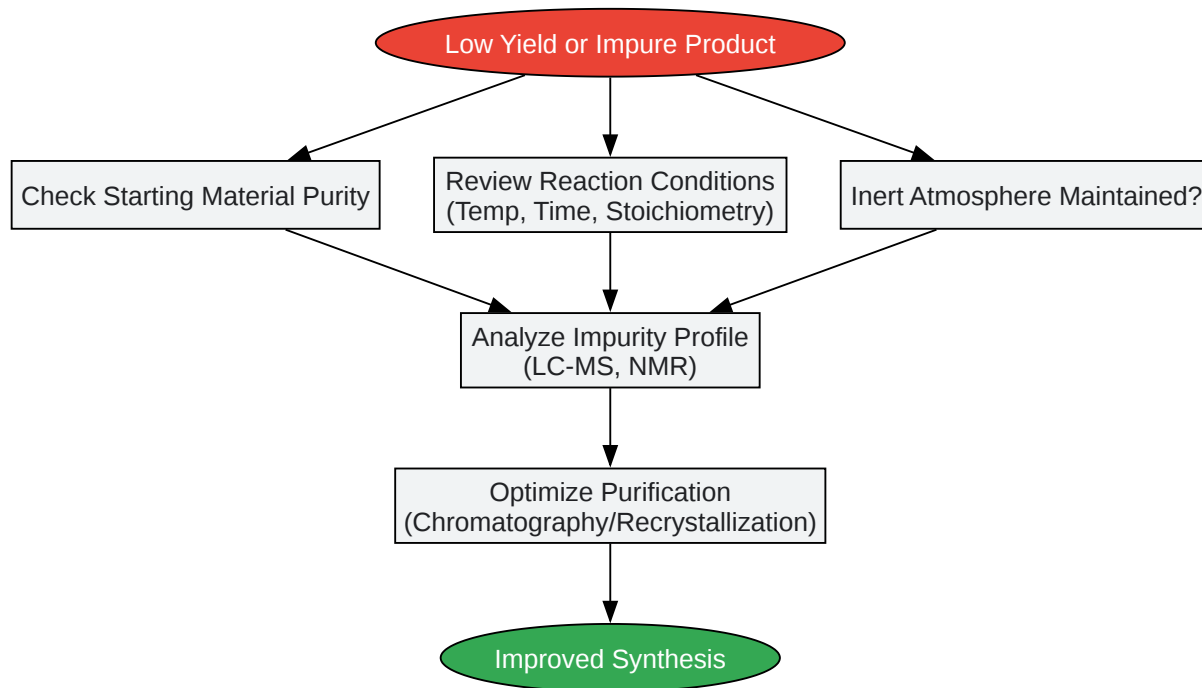 Low Yield or Impure Product
Check Starting Material Purity
Review Reaction Conditions
(Temp, Time, Stoichiometry)
Inert Atmosphere Maintained?
Analyze Impurity Profile
(LC-MS, NMR)
Optimize Purification
(Chromatography/Recrystallization)
Improved Synthesis